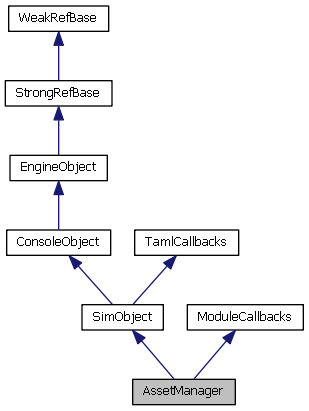 WeakRefBase
StrongRefBase
EngineObject
ConsoleObject
TamlCallbacks
SimObject
ModuleCallbacks
AssetManager